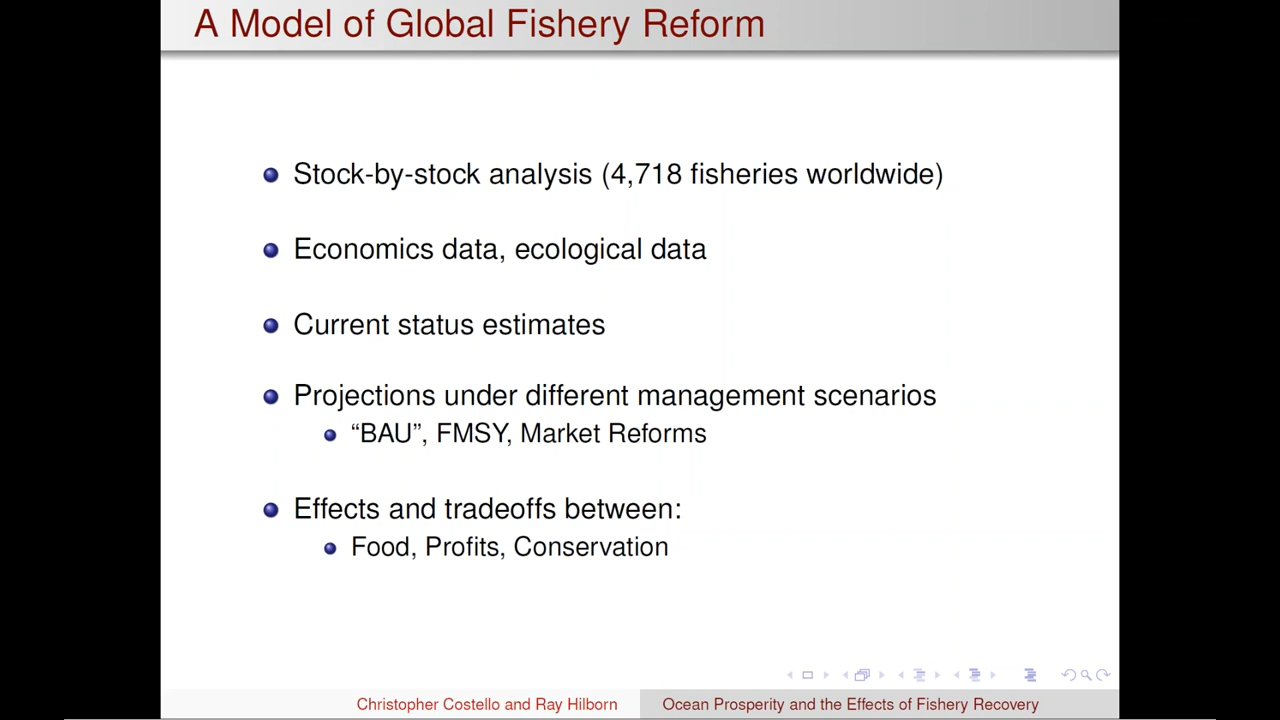 A Model of Global Fishery Reform
Stock-by-stock analysis (4,718 fisheries worldwide)
Economics data, ecological data
Current status estimates
Projections under different management scenarios
“BAU”, FMSY, Market Reforms
Effects and tradeoffs between:
Food, Profits, Conservation
Christopher Costello and Ray Hilborn
Ocean Prosperity and the Effects of Fishery Recovery